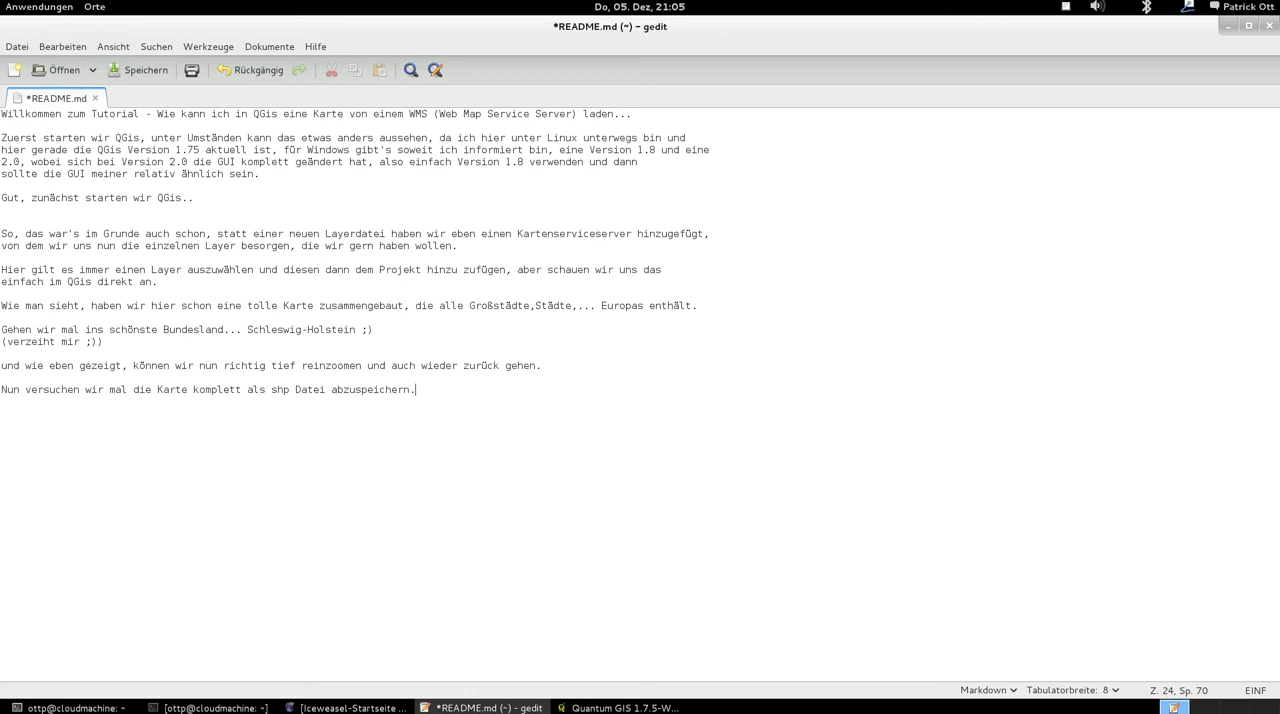 Anwendungen Orte Do, 05. Dez, 21:05 Patrick Ott
*README.md (~) – gedit
Datei Bearbeiten Ansicht Suchen Werkzeuge Dokumente Hilfe
Öffnen Speichern Rückgängig
*README.md
Willkommen zum Tutorial - Wie kann ich in QGis eine Karte von einem WMS (Web Map Service Server) laden...
Zuerst starten wir QGis, unter Umständen kann das etwas anders aussehen, da ich hier unter Linux unterwegs bin und
hier gerade die QGis Version 1.75 aktuell ist, für Windows gibt's soweit ich informiert bin, eine Version 1.8 und eine
2.0, wobei sich bei Version 2.0 die GUI komplett geändert hat, also einfach Version 1.8 verwenden und dann
sollte die GUI meiner relativ ähnlich sein.
Gut, zunächst starten wir QGis..
So, das war's im Grunde auch schon, statt einer neuen Layerdatei haben wir eben einen Kartenserviceserver hinzugefügt,
von dem wir uns nun die einzelnen Layer besorgen, die wir gern haben wollen.
Hier gilt es immer einen Layer auszuwählen und diesen dann dem Projekt hinzu zufügen, aber schauen wir uns das
einfach im QGis direkt an.
Wie man sieht, haben wir hier schon eine tolle Karte zusammengebaut, die alle Großstädte,Städte,... Europas enthält.
Gehen wir mal ins schönste Bundesland... Schleswig-Holstein ;)
(verzeiht mir ;))
und wie eben gezeigt, können wir nun richtig tief reinzoomen und auch wieder zurück gehen.
Nun versuchen wir mal die Karte komplett als shp Datei abzuspeichern.
Markdown Tabulatorbreite: 8 Z. 24, Sp. 70 EINF
ottp@cloudmachine: ~ [ottp@cloudmachine: ~] [Iceweasel-Startseite ... *README.md (~) - gedit Quantum GIS 1.7.5-W...